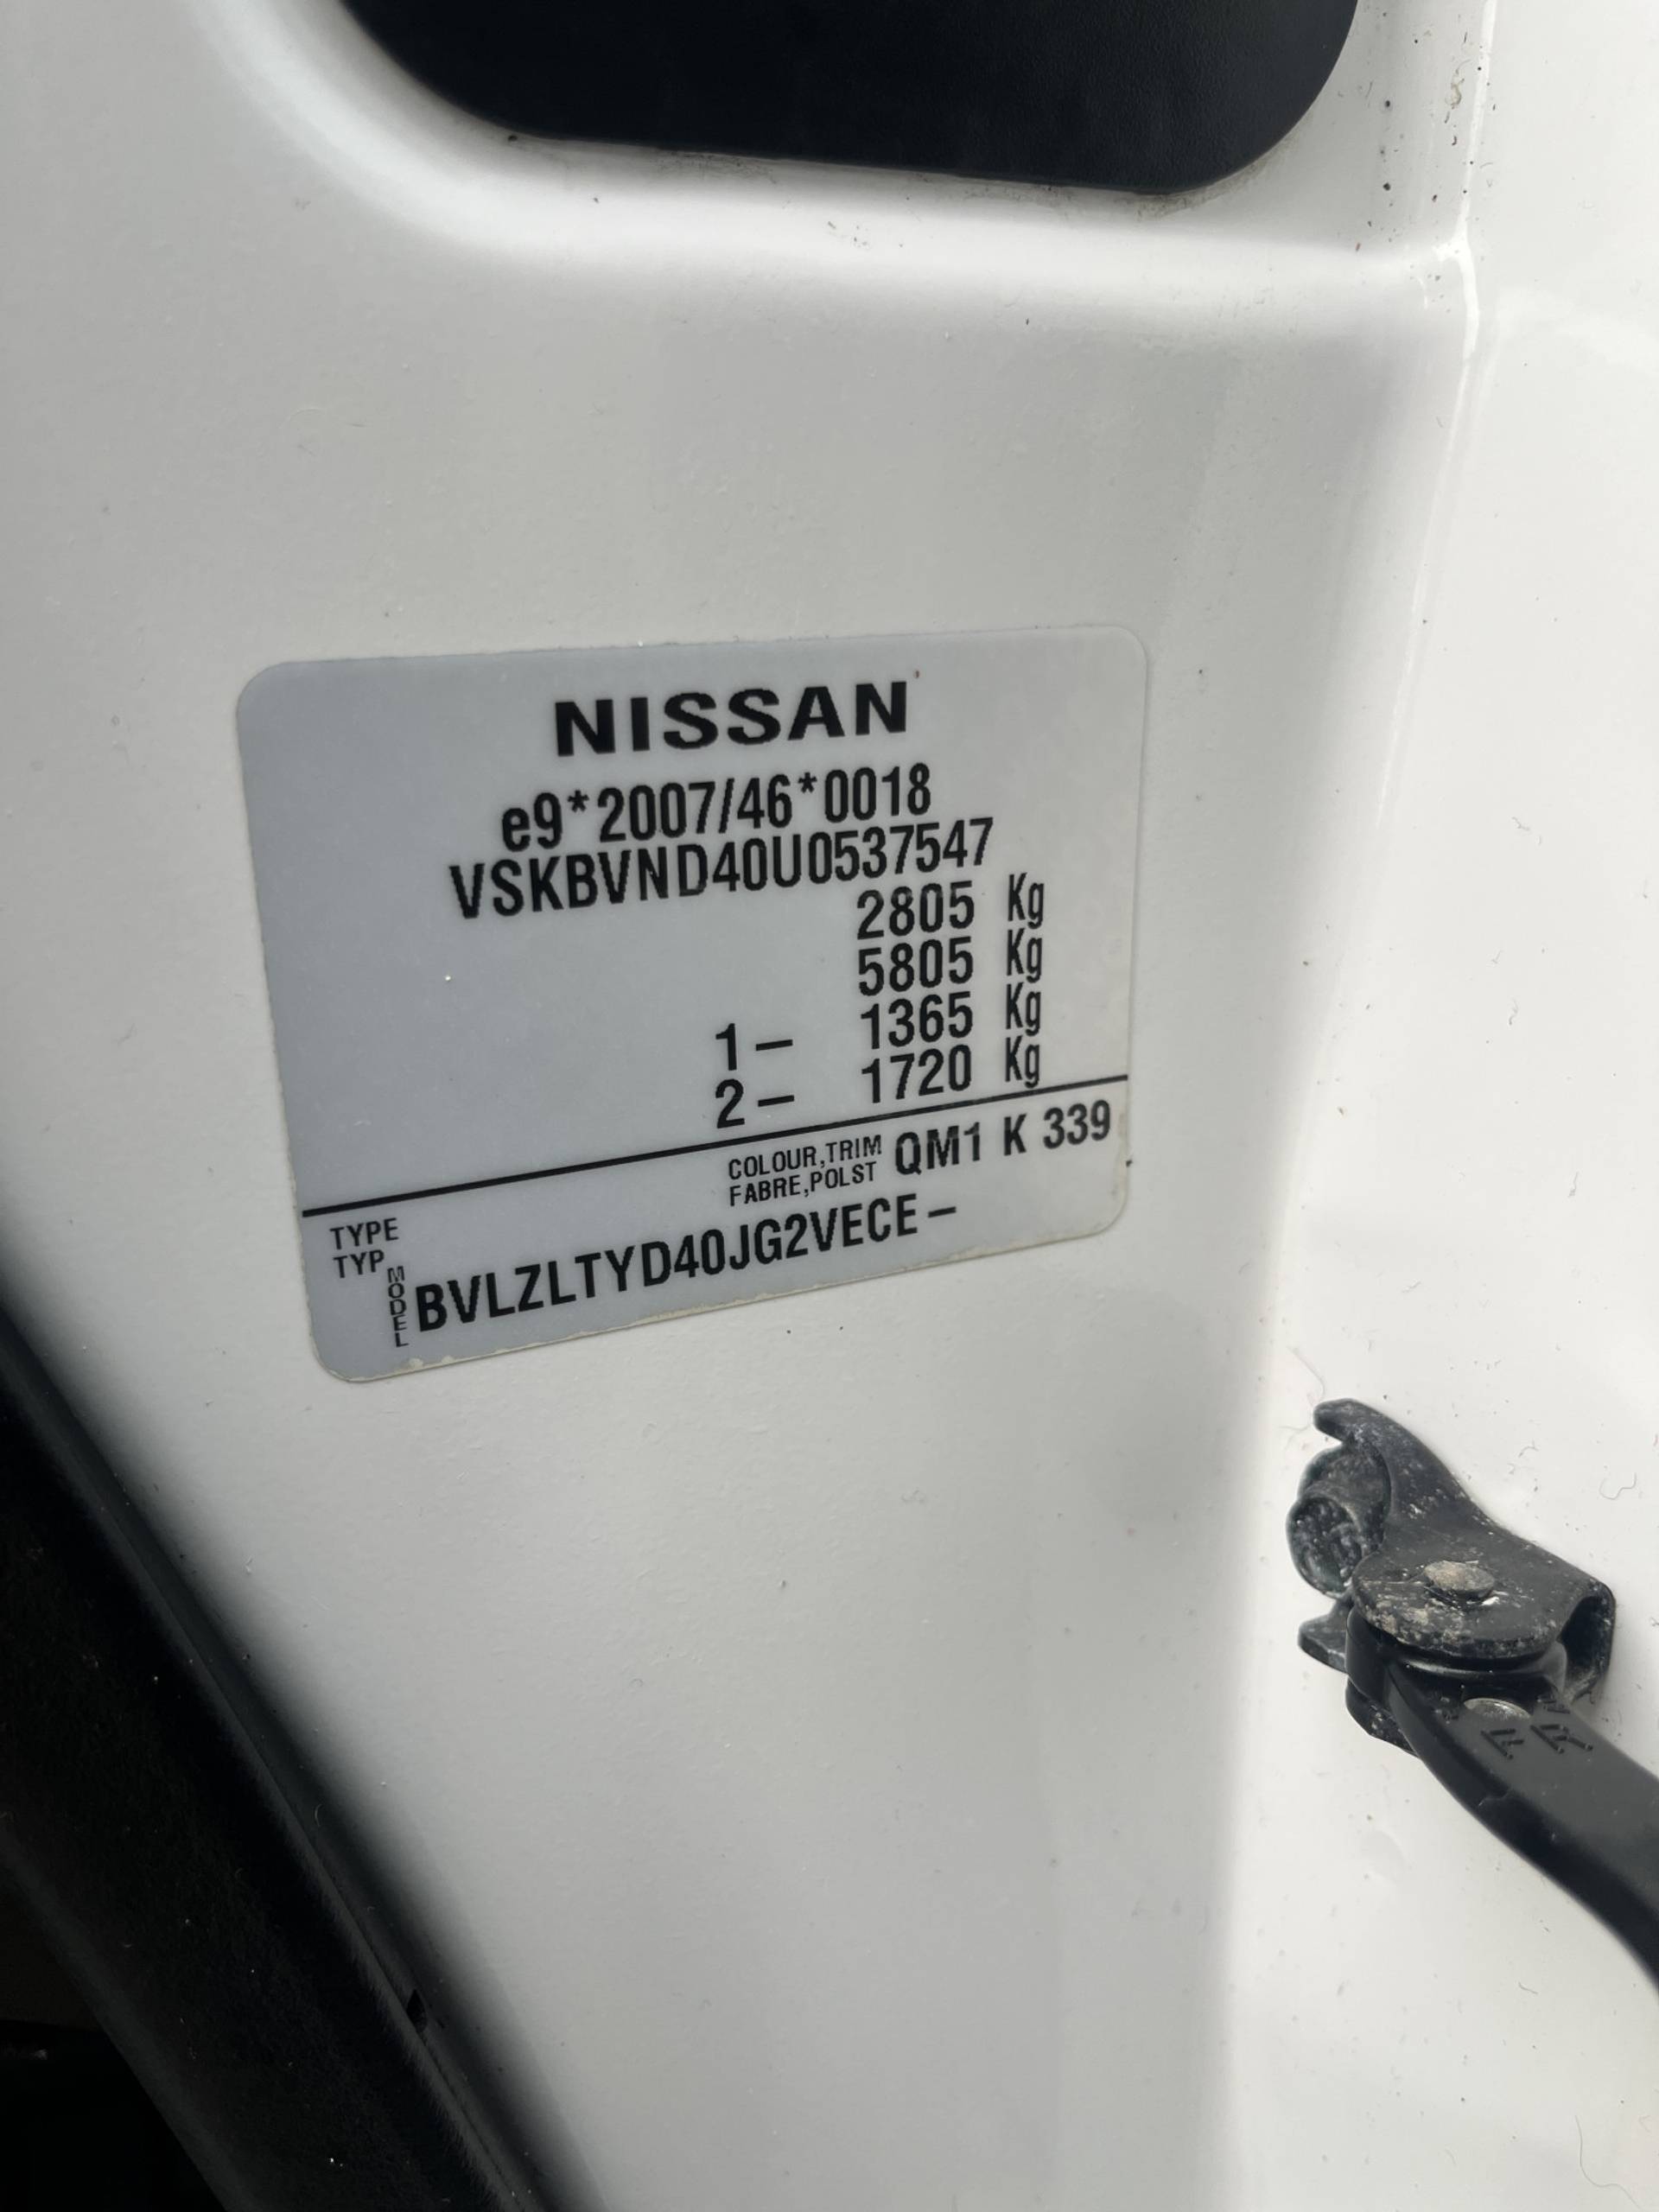 NISSAN
e9*2007/46*0018
VSKBVND40U0537547
2805 Kg
5805 Kg
1- 1365 Kg
2- 1720 Kg
COLOUR,TRIM QM1 K 339
FABRE,POLST
TYPE
TYP
MODEL BVLZLTYD40JG2VECE-